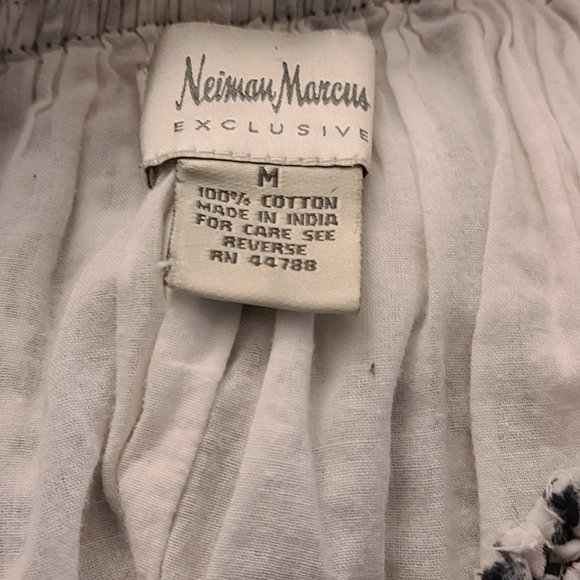 Neiman Marcus
EXCLUSIVE
M
100% COTTON
MADE IN INDIA
FOR CARE SEE
REVERSE
RN 44788